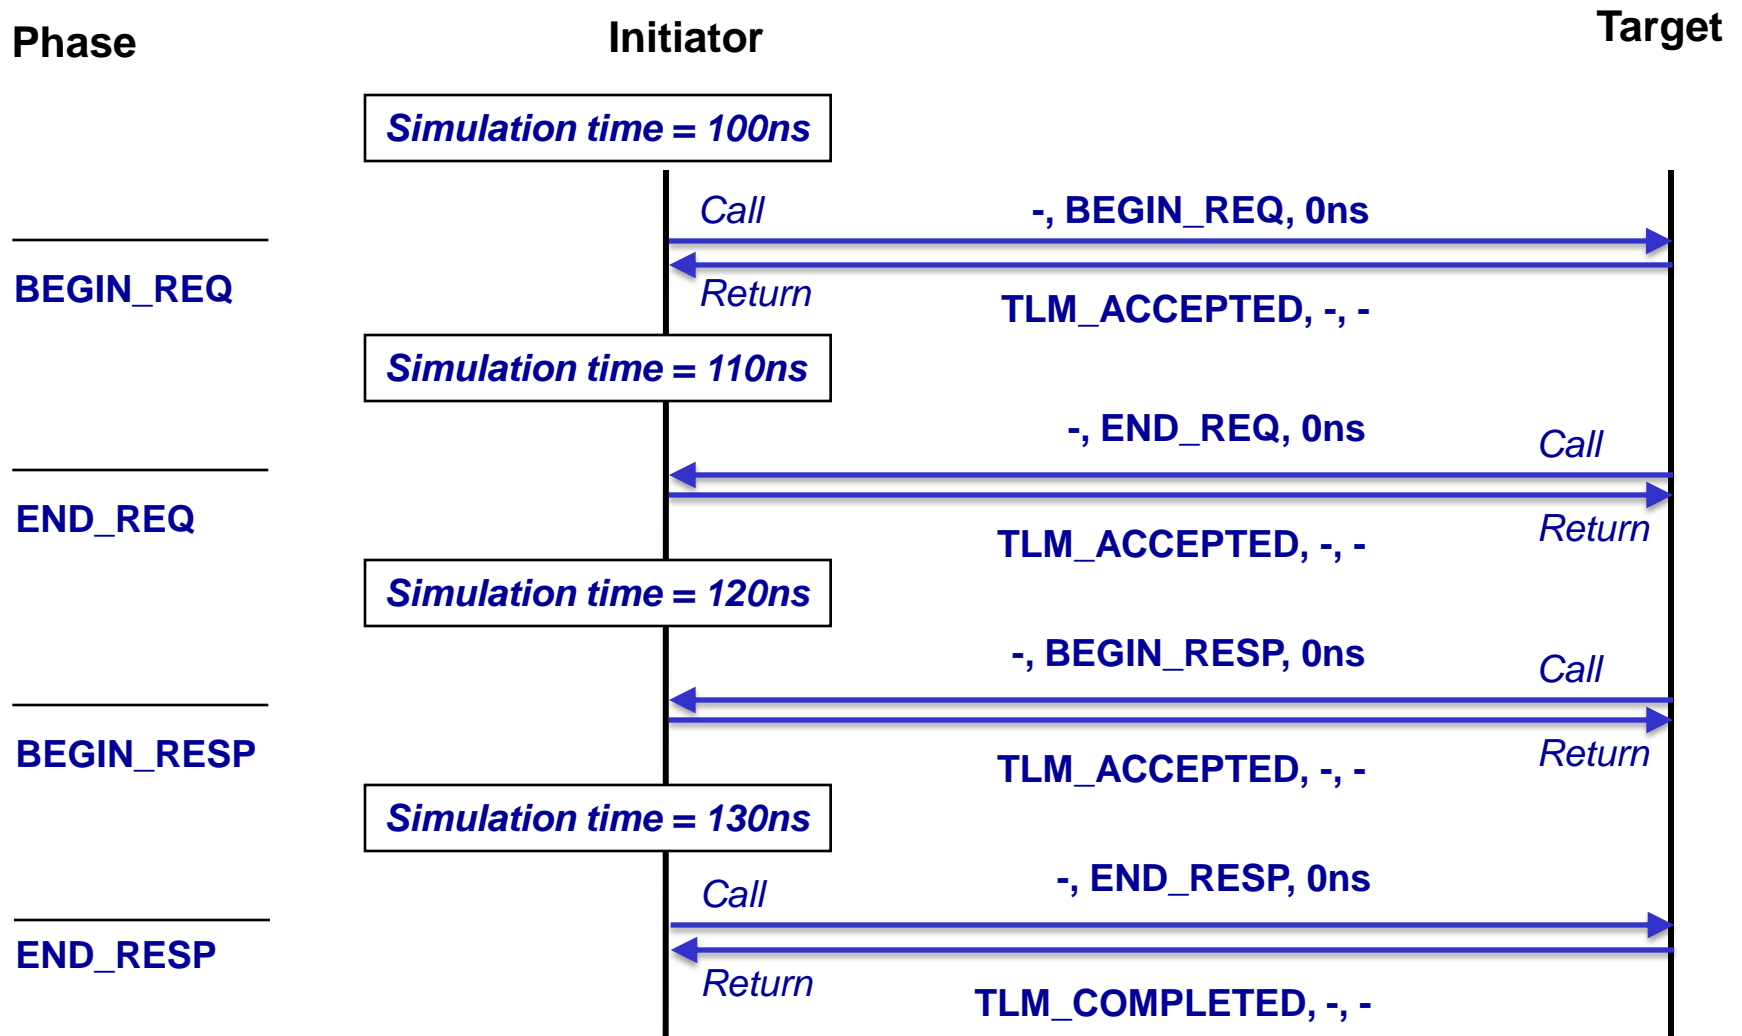 Phase
Initiator
Target
Simulation time = 100ns
Call
-, BEGIN_REQ, 0ns
BEGIN_REQ
Return
TLM_ACCEPTED, -, -
Simulation time = 110ns
-, END_REQ, 0ns
Call
END_REQ
TLM_ACCEPTED, -, -
Return
Simulation time = 120ns
-, BEGIN_RESP, 0ns
Call
BEGIN_RESP
TLM_ACCEPTED, -, -
Return
Simulation time = 130ns
Call
-, END_RESP, 0ns
END_RESP
Return
TLM_COMPLETED, -, -